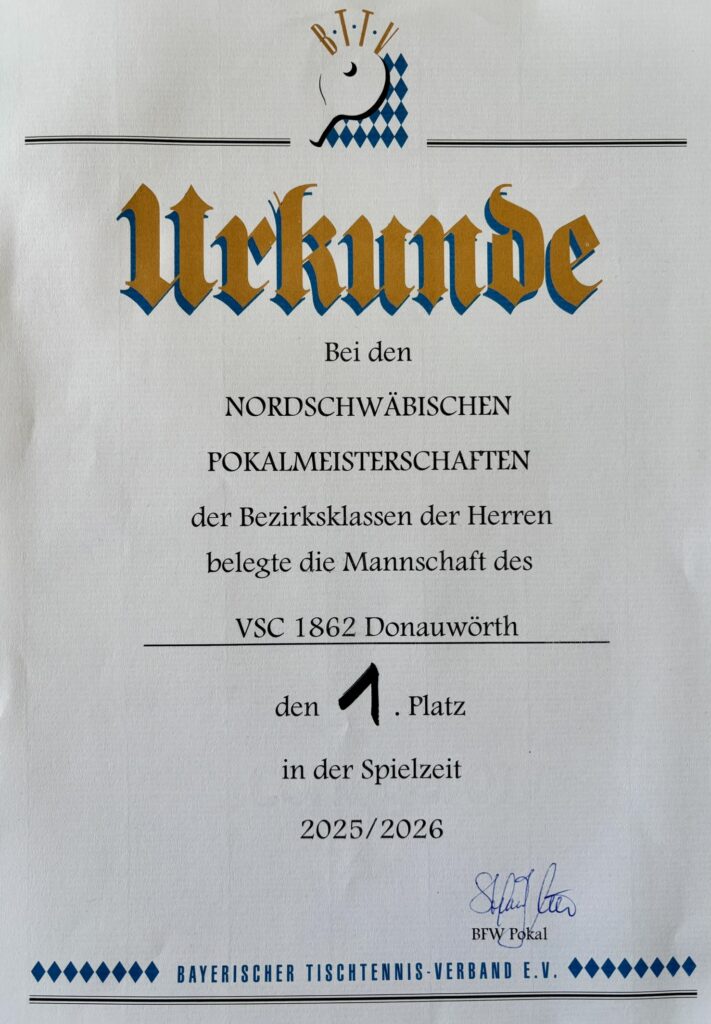 B·T·T·V
Urkunde
Bei den
NORDSCHWÄBISCHEN
POKALMEISTERSCHAFTEN
der Bezirksklassen der Herren
belegte die Mannschaft des
VSC 1862 Donauwörth
den 1. Platz
in der Spielzeit
2025/2026
BFW Pokal
BAYERISCHER TISCHTENNIS-VERBAND E.V.